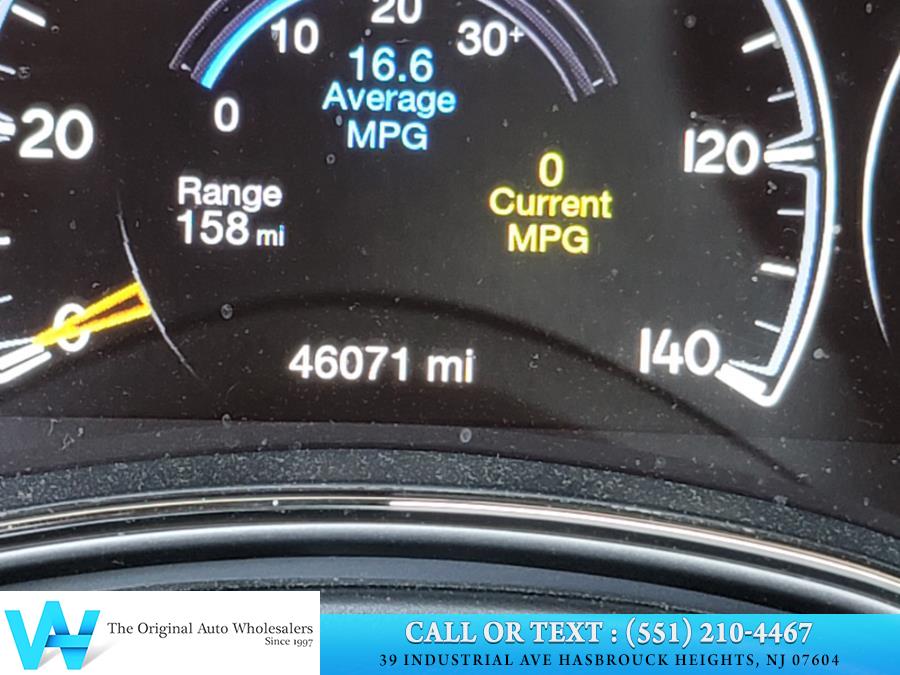 20
10
30+
16.6
Average
MPG
0
20
120
0
Current
MPG
Range
158 mi
0
46071 mi
140
The Original Auto Wholesalers
Since 1997
CALL OR TEXT : (551) 210-4467
39 INDUSTRIAL AVE HASBROUCK HEIGHTS, NJ 07604